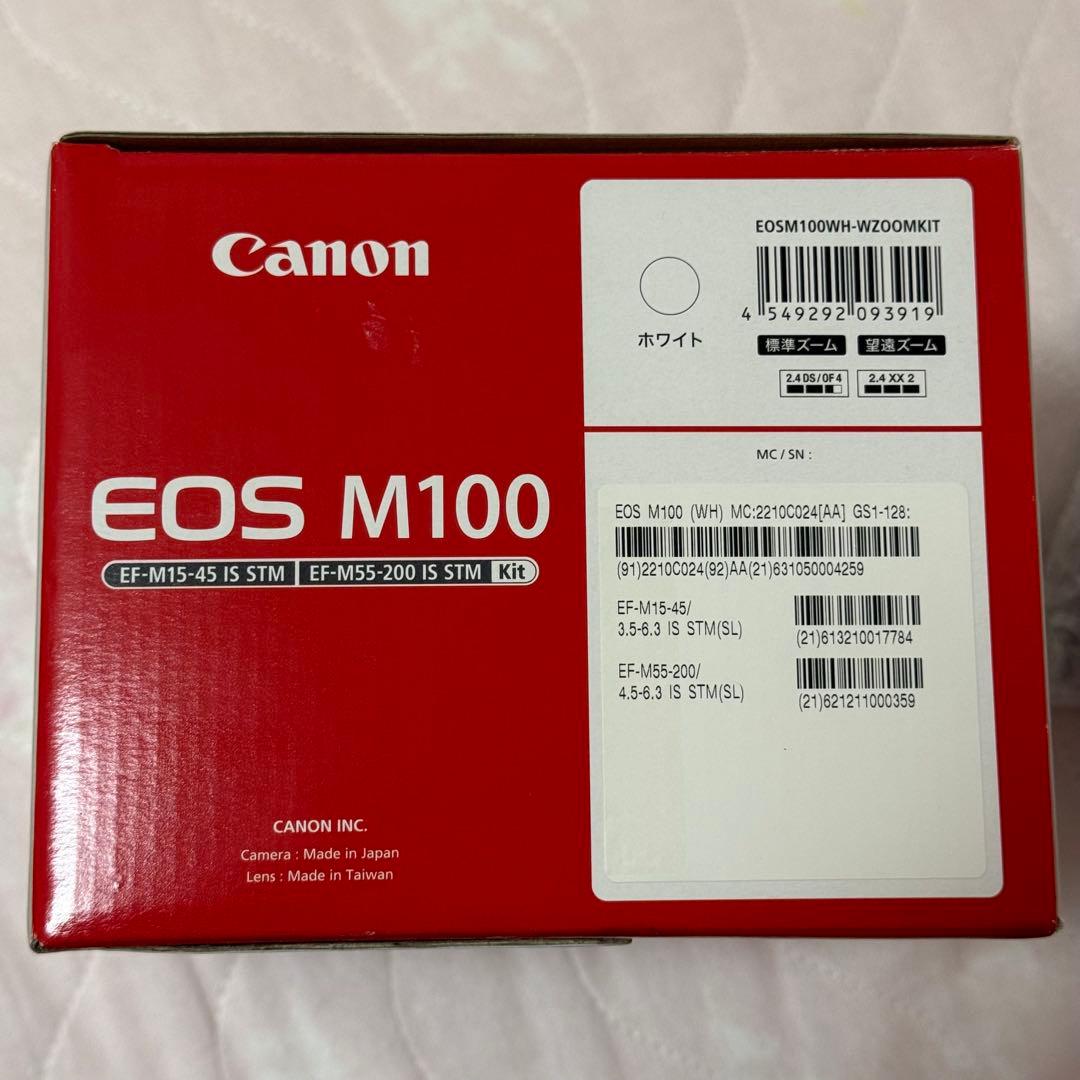 Canon
EOS M100
EF-M15-45 IS STM EF-M55-200 IS STM Kit
CANON INC.
Camera : Made in Japan
Lens : Made in Taiwan
EOSM100WH-WZOOMKIT
4 549292 093919
ホワイト
標準ズーム 望遠ズーム
2.4 DS/OF 4 2.4 XX 2
MC / SN :
EOS M100 (WH) MC:2210C024[AA] GS1-128:
(91)2210C024(92)AA(21)631050004259
EF-M15-45/
3.5-6.3 IS STM(SL)
(21)613210017784
EF-M55-200/
4.5-6.3 IS STM(SL)
(21)621211000359